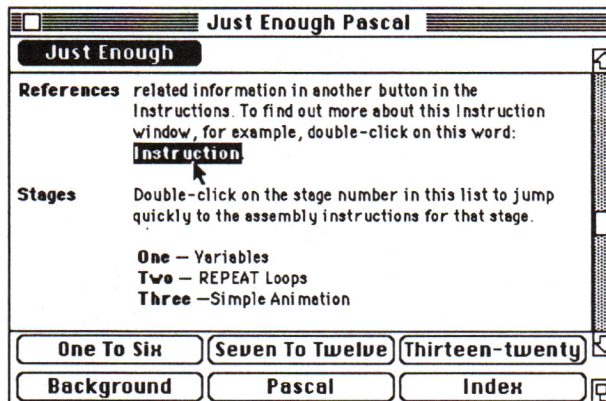 Just Enough Pascal
Just Enough
References related information in another button in the
Instructions. To find out more about this Instruction
window, for example, double-click on this word:
Instruction.
Stages Double-click on the stage number in this list to jump
quickly to the assembly instructions for that stage.
One — Variables
Two — REPEAT Loops
Three —Simple Animation
One To Six Seven To Twelve Thirteen-twenty
Background Pascal Index